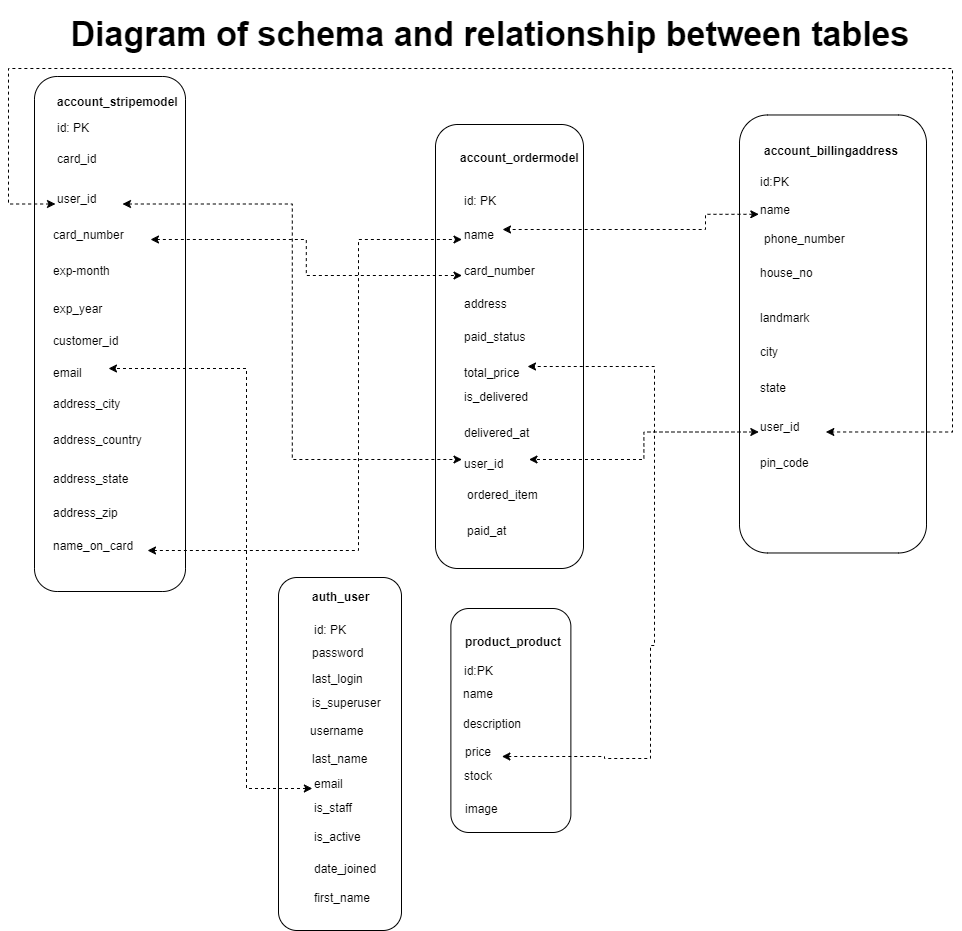 Diagram of schema and relationship between tables
account_stripemodel
id: PK
card_id
user_id
card_number
exp-month
exp_year
customer_id
email
address_city
address_country
address_state
address_zip
name_on_card
account_ordermodel
id: PK
name
card_number
address
paid_status
total_price
is_delivered
delivered_at
user_id
ordered_item
paid_at
account_billingaddress
id:PK
name
phone_number
house_no
landmark
city
state
user_id
pin_code
auth_user
id: PK
password
last_login
is_superuser
username
last_name
email
is_staff
is_active
date_joined
first_name
product_product
id:PK
name
description
price
stock
image